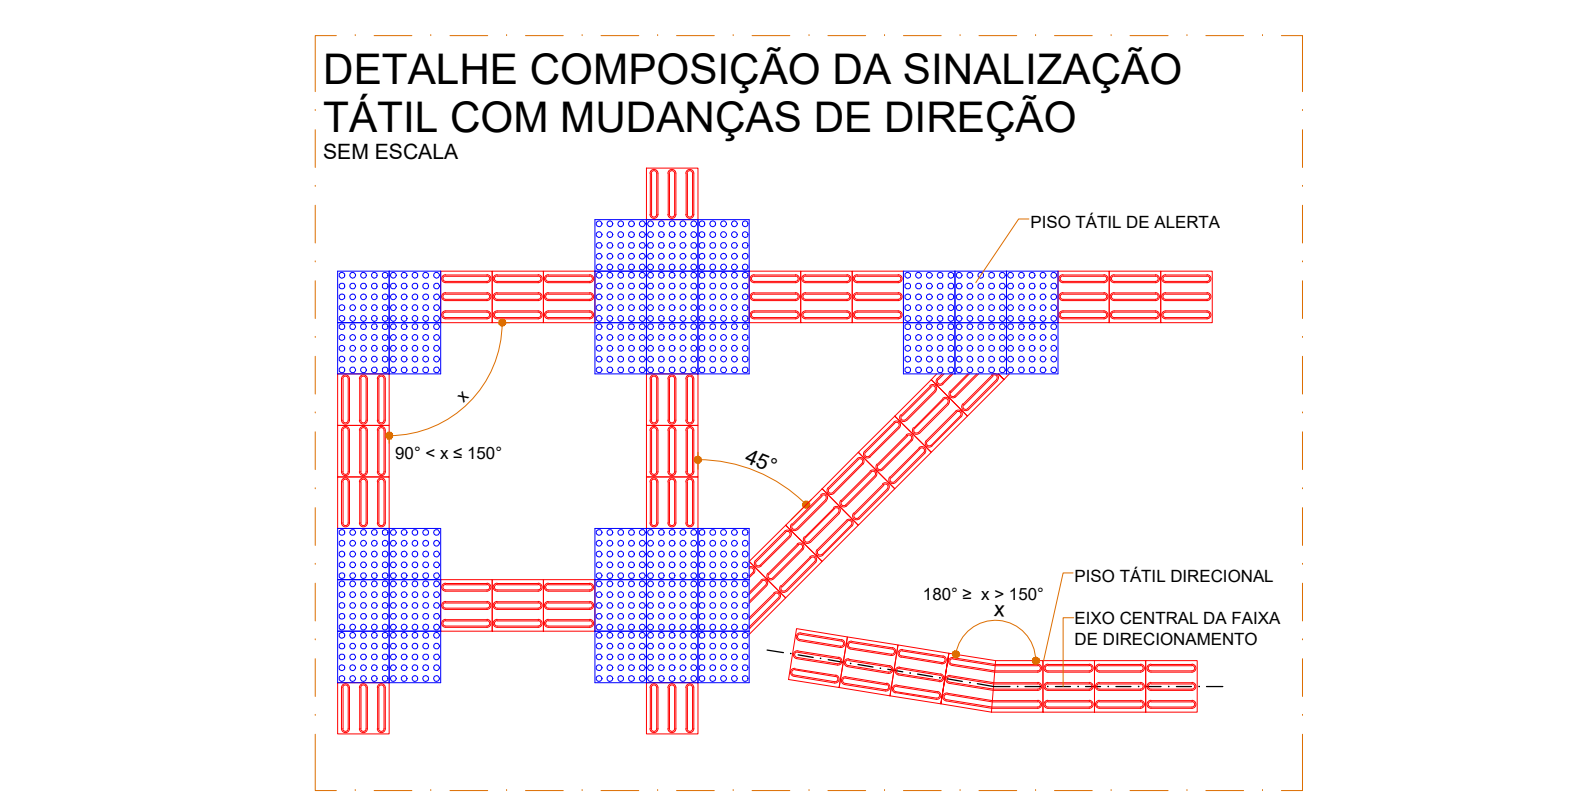 DETALHE COMPOSIÇÃO DA SINALIZAÇÃO
TÁTIL COM MUDANÇAS DE DIREÇÃO
SEM ESCALA
PISO TÁTIL DE ALERTA
x
90° < x ≤ 150°
45°
PISO TÁTIL DIRECIONAL
180° ≥ x > 150°
x
EIXO CENTRAL DA FAIXA
DE DIRECIONAMENTO